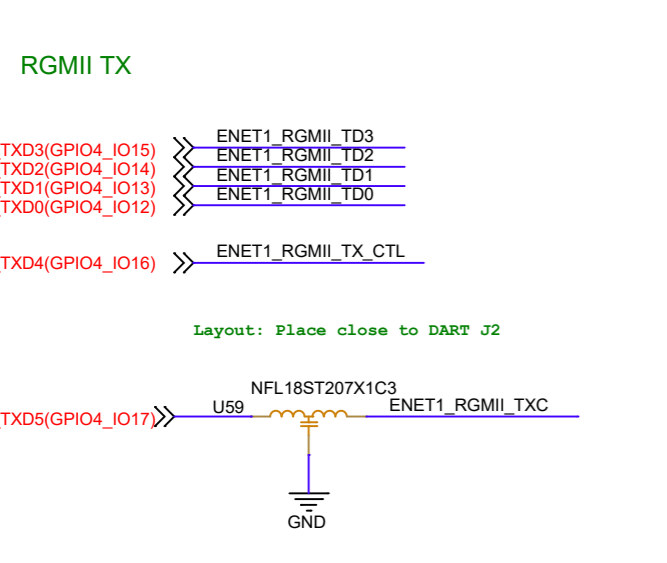 RGMII TX
TXD3(GPIO4_IO15) ENET1_RGMII_TD3
TXD2(GPIO4_IO14) ENET1_RGMII_TD2
TXD1(GPIO4_IO13) ENET1_RGMII_TD1
TXD0(GPIO4_IO12) ENET1_RGMII_TD0
TXD4(GPIO4_IO16) ENET1_RGMII_TX_CTL
Layout: Place close to DART J2
NFL18ST207X1C3
TXD5(GPIO4_IO17) U59 ENET1_RGMII_TXC
GND